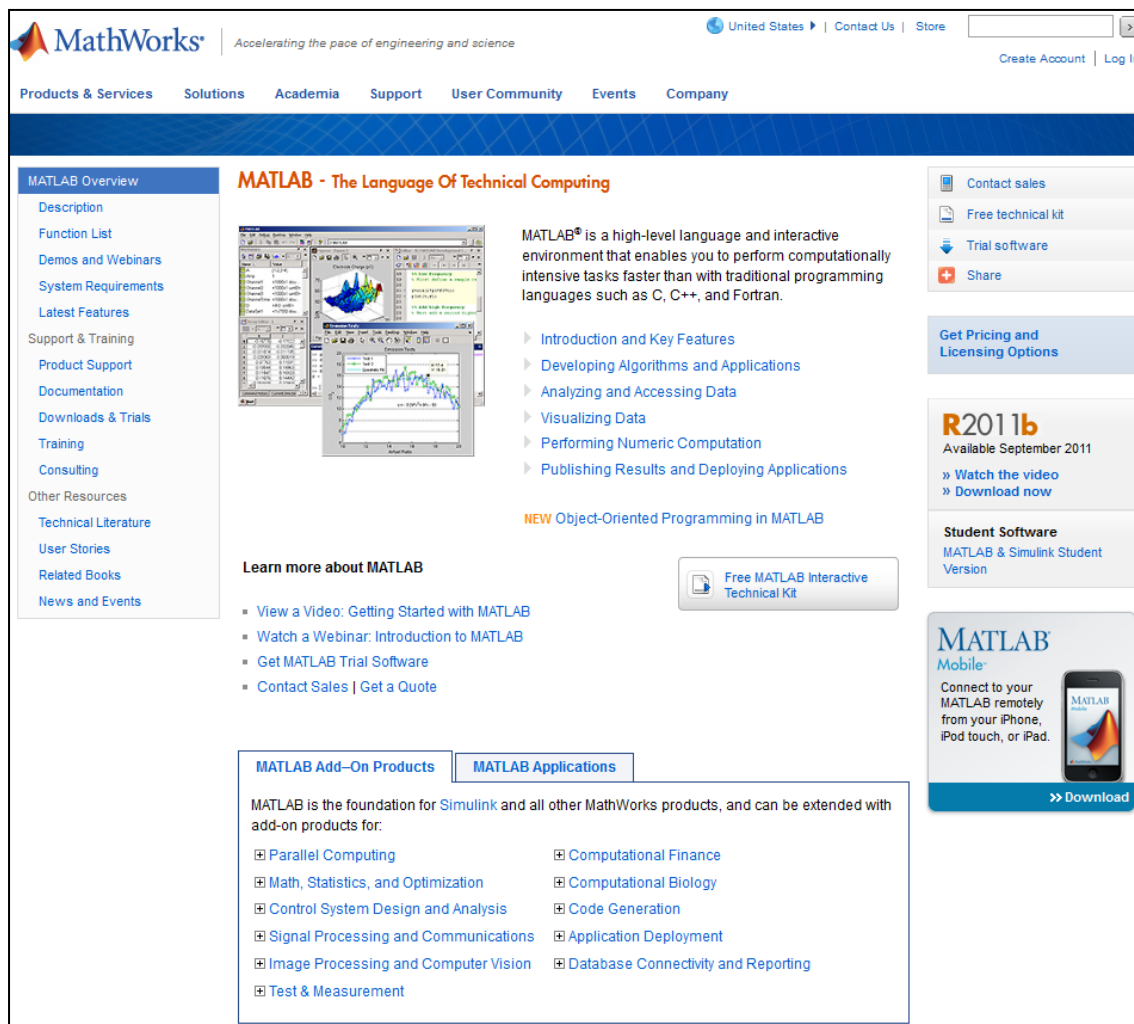 MathWorks®
Accelerating the pace of engineering and science
United States | Contact Us | Store
Create Account | Log
Products & Services Solutions Academia Support User Community Events Company
MATLAB Overview
Description
Function List
Demos and Webinars
System Requirements
Latest Features
Support & Training
Product Support
Documentation
Downloads & Trials
Training
Consulting
Other Resources
Technical Literature
User Stories
Related Books
News and Events
MATLAB - The Language Of Technical Computing
MATLAB® is a high-level language and interactive
environment that enables you to perform computationally
intensive tasks faster than with traditional programming
languages such as C, C++, and Fortran.
Introduction and Key Features
Developing Algorithms and Applications
Analyzing and Accessing Data
Visualizing Data
Performing Numeric Computation
Publishing Results and Deploying Applications
NEW Object-Oriented Programming in MATLAB
Learn more about MATLAB
View a Video: Getting Started with MATLAB
Watch a Webinar: Introduction to MATLAB
Get MATLAB Trial Software
Contact Sales | Get a Quote
Free MATLAB Interactive
Technical Kit
MATLAB Add–On Products
MATLAB Applications
MATLAB is the foundation for Simulink and all other MathWorks products, and can be extended with
add-on products for:
Parallel Computing
Math, Statistics, and Optimization
Control System Design and Analysis
Signal Processing and Communications
Image Processing and Computer Vision
Test & Measurement
Computational Finance
Computational Biology
Code Generation
Application Deployment
Database Connectivity and Reporting
Contact sales
Free technical kit
Trial software
Share
Get Pricing and
Licensing Options
R2011b
Available September 2011
» Watch the video
» Download now
Student Software
MATLAB & Simulink Student
Version
MATLAB®
Mobile™
Connect to your
MATLAB remotely
from your iPhone,
iPod touch, or iPad.
MATLAB
Mobile
>> Download